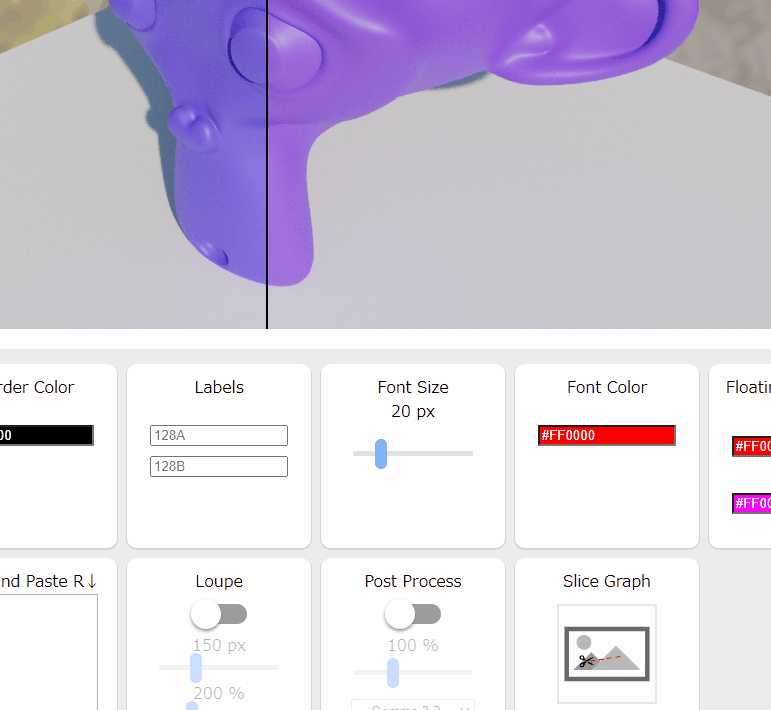 rder Color
Labels
Font Size
Font Color
Floatin
20 px
00
128A
128B
#FF0000
#FF00
#FF00
nd Paste R↓
Loupe
Post Process
Slice Graph
150 px
100 %
200 %